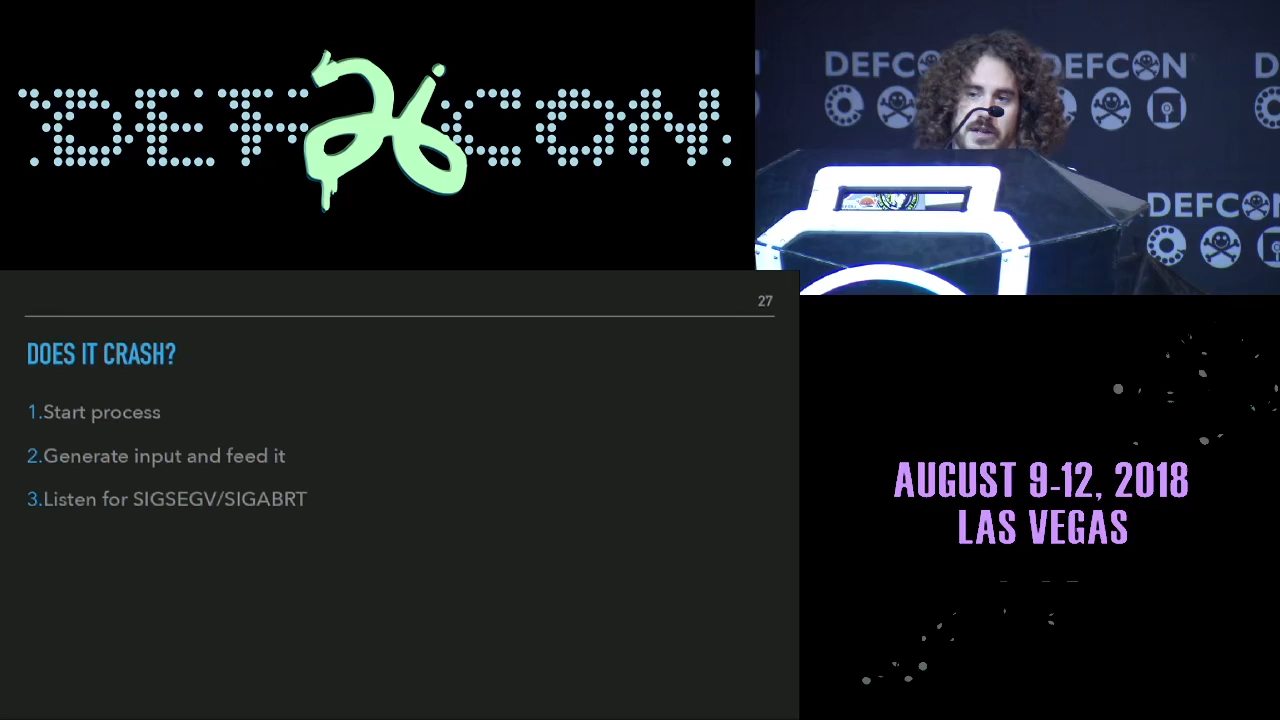 DEF 26 CON
DEFCON
DEFCON
D
DEFCON
27
DOES IT CRASH?
1.Start process
2.Generate input and feed it
3.Listen for SIGSEGV/SIGABRT
AUGUST 9-12, 2018
LAS VEGAS